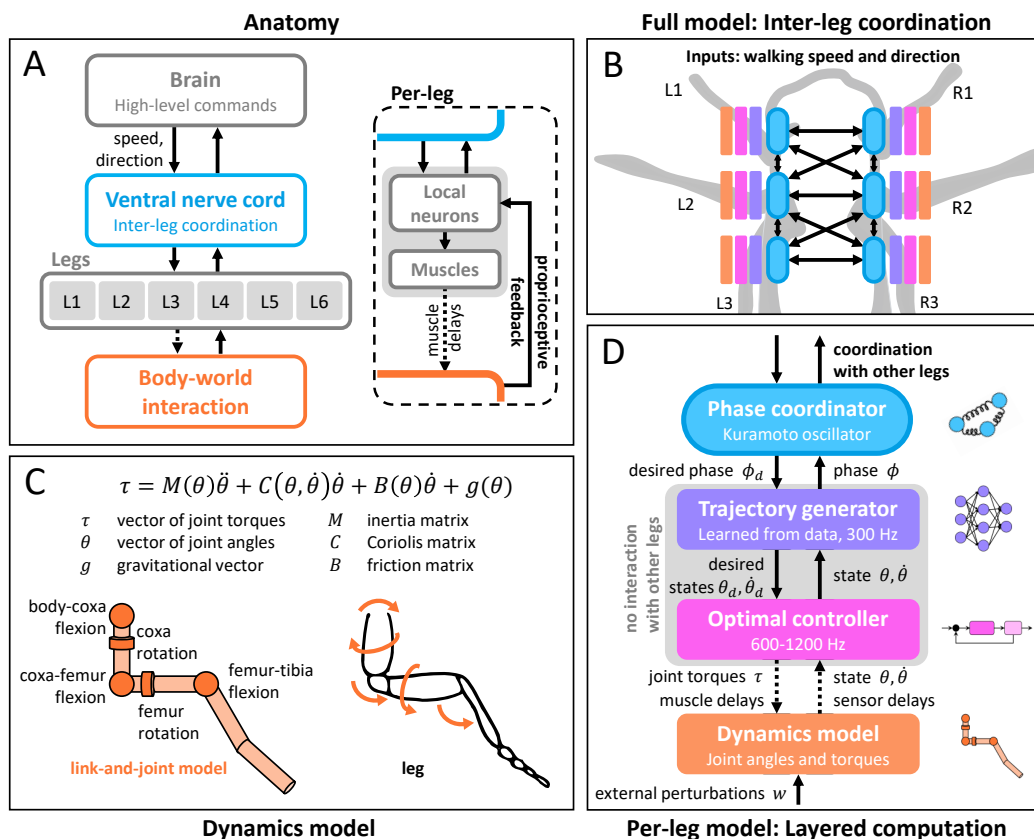 Anatomy
A
Brain
High-level commands
speed,
direction
Ventral nerve cord
Inter-leg coordination
Legs
L1 L2 L3 L4 L5 L6
Body-world
interaction
Per-leg
Local
neurons
Muscles
muscle
delays
proprioceptive
feedback
Full model: Inter-leg coordination
B
Inputs: walking speed and direction
L1
R1
L2
R2
L3
R3
C
τ = M(θ)θ̈ + C(θ, θ̇)θ̇ + B(θ)θ̇ + g(θ)
τ vector of joint torques M inertia matrix
θ vector of joint angles C Coriolis matrix
g gravitational vector B friction matrix
body-coxa
flexion
coxa
rotation
coxa-femur
flexion
femur-tibia
flexion
femur
rotation
link-and-joint model
leg
Dynamics model
D
coordination
with other legs
Phase coordinator
Kuramoto oscillator
desired phase ϕd phase ϕ
Trajectory generator
Learned from data, 300 Hz
no interaction
with other legs
desired
states θd, θ̇d
state θ, θ̇
Optimal controller
600-1200 Hz
joint torques τ
muscle delays
state θ, θ̇
sensor delays
Dynamics model
Joint angles and torques
external perturbations w
Per-leg model: Layered computation